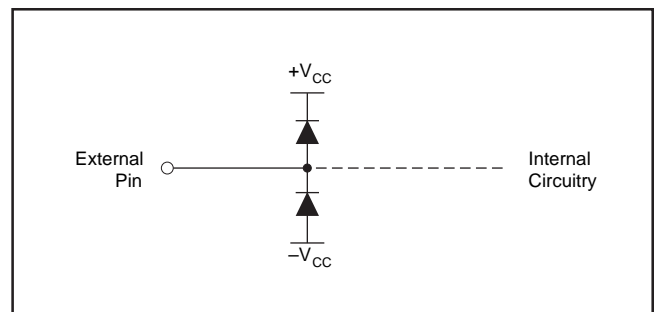 +VCC
External
Pin
Internal
Circuitry
–VCC